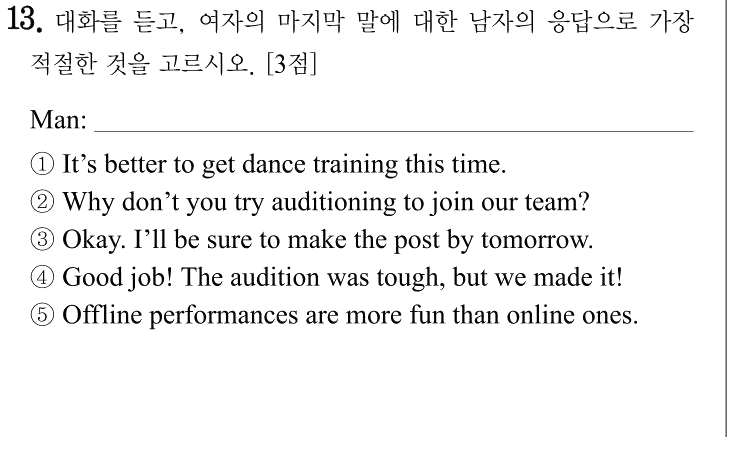 13. 대화를 듣고, 여자의 마지막 말에 대한 남자의 응답으로 가장
적절한 것을 고르시오. [3점]
Man:
① It's better to get dance training this time.
② Why don't you try auditioning to join our team?
③ Okay. I'll be sure to make the post by tomorrow.
④ Good job! The audition was tough, but we made it!
⑤ Offline performances are more fun than online ones.